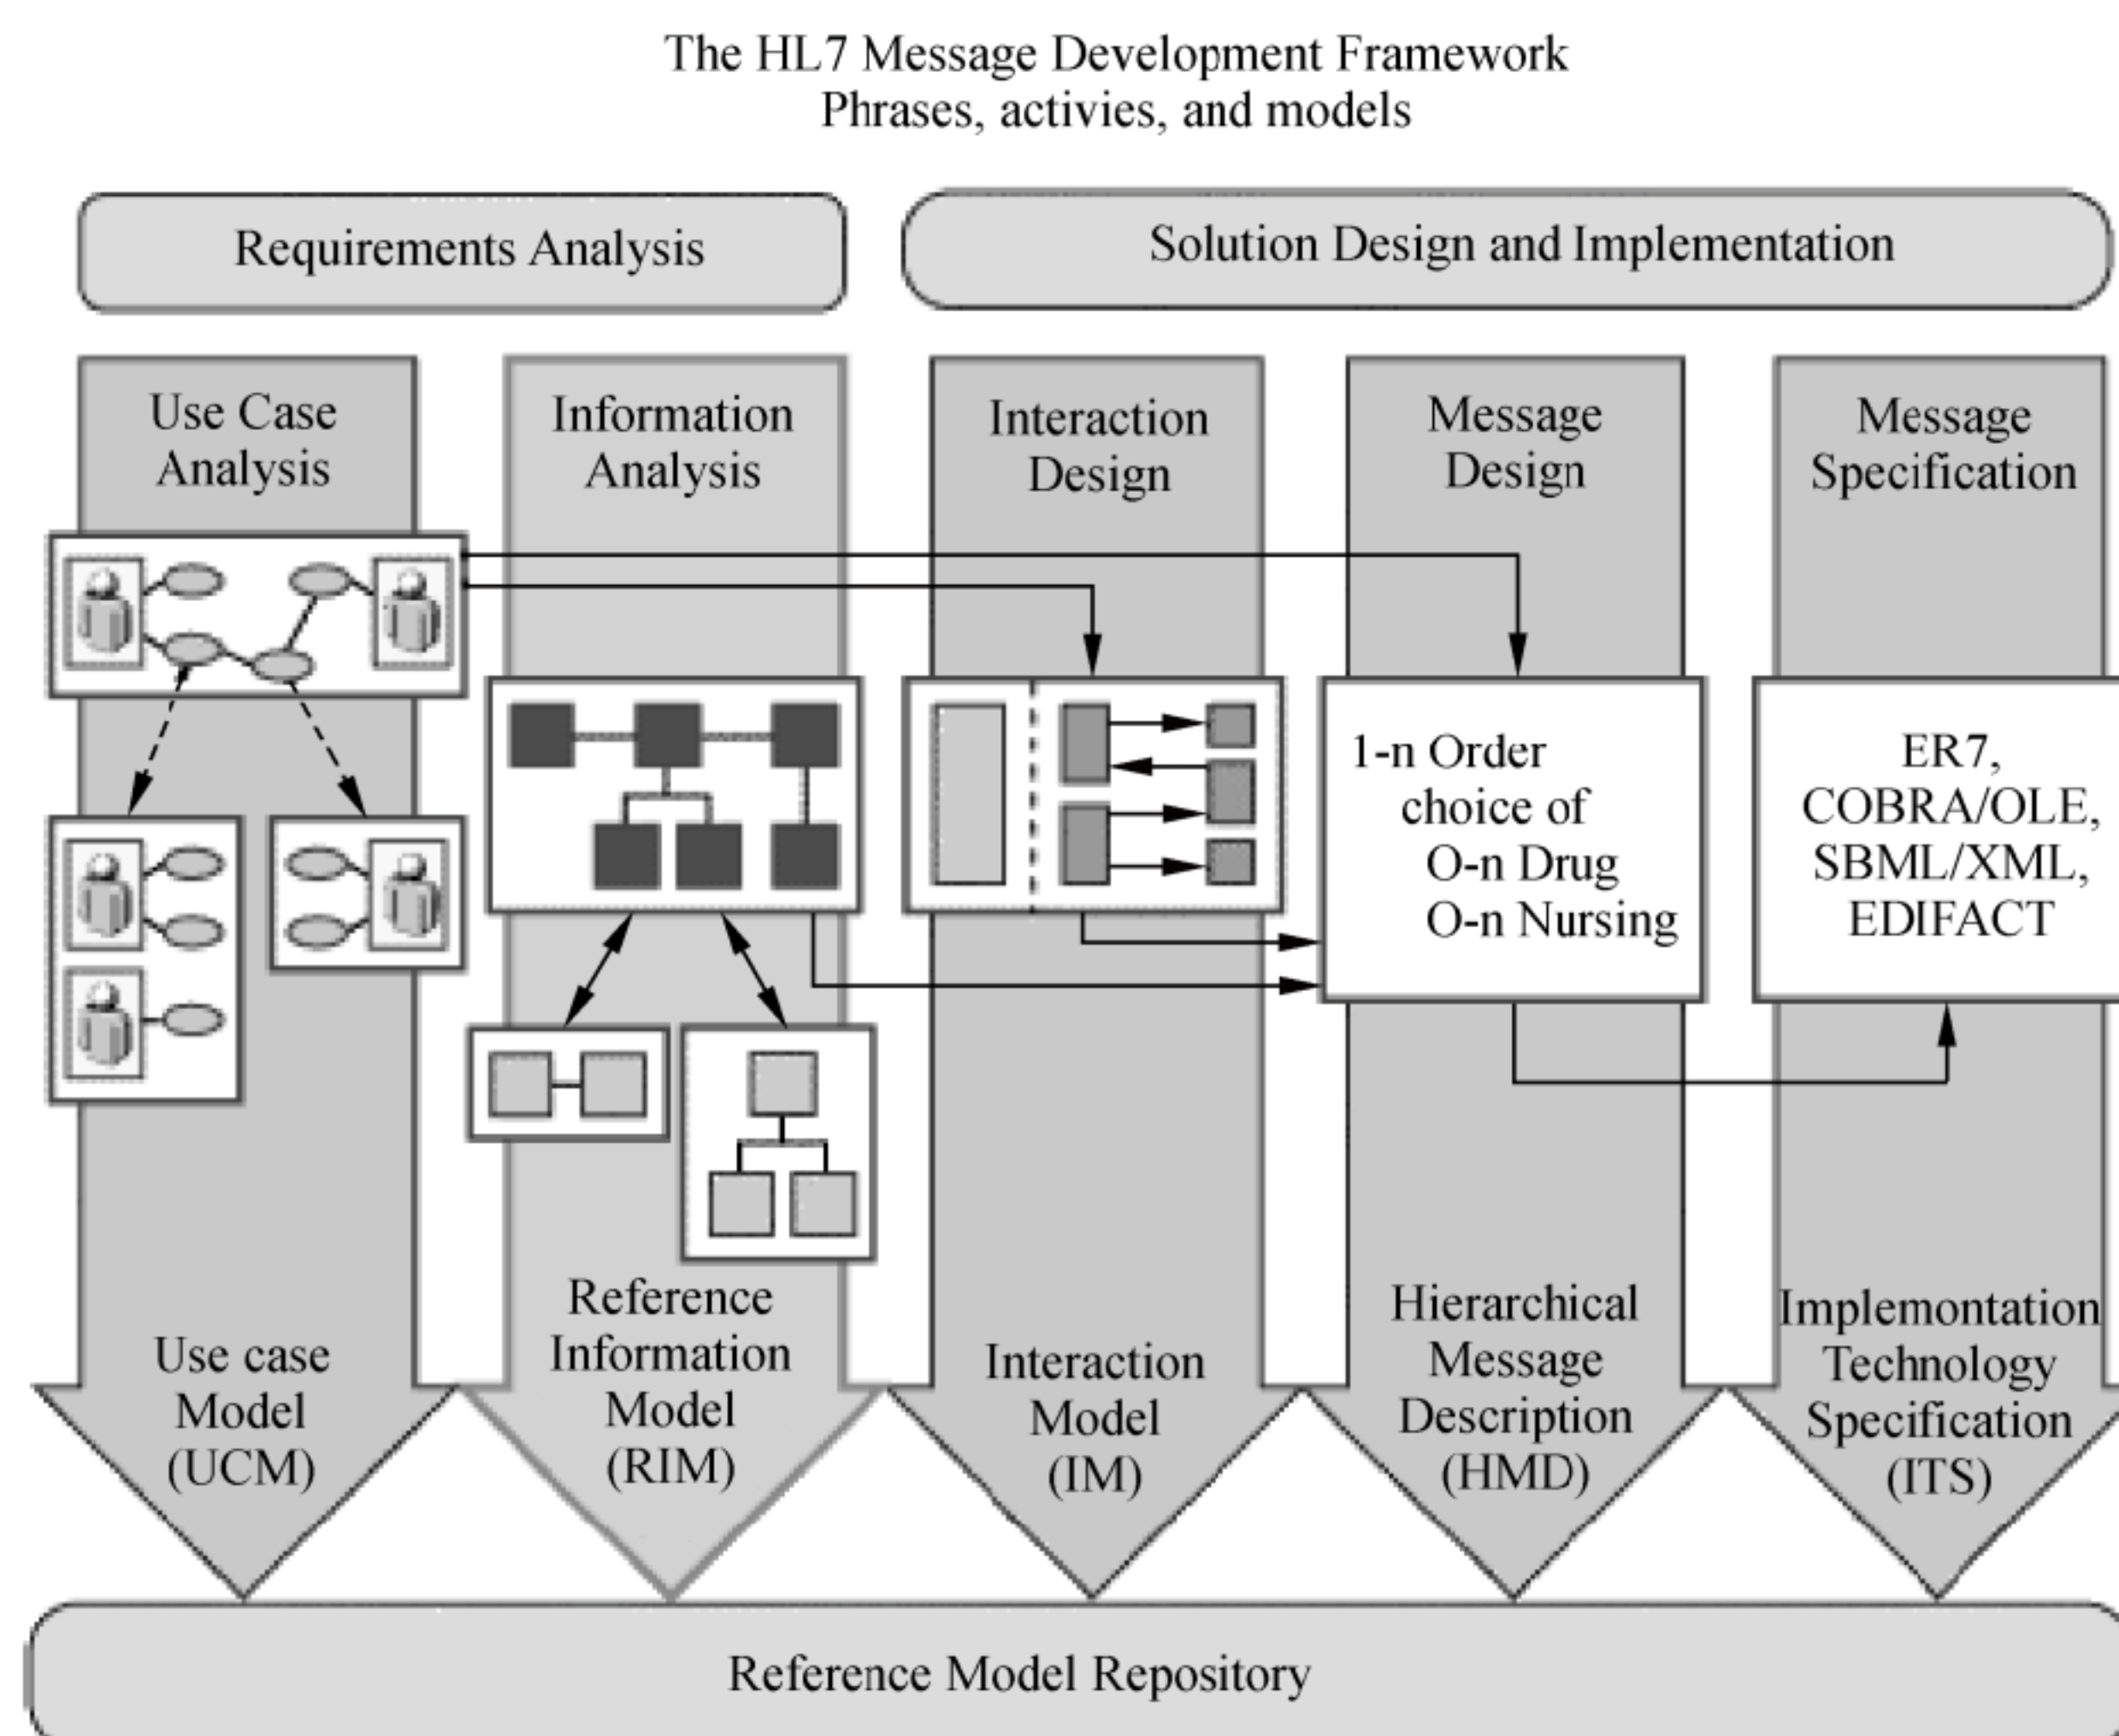 The HL7 Message Development Framework
Phrases, activies, and models
Requirements Analysis
Solution Design and Implementation
Use Case
Analysis
Information
Analysis
Interaction
Design
Message
Design
Message
Specification
1-n Order
choice of
O-n Drug
O-n Nursing
ER7,
COBRA/OLE,
SBML/XML,
EDIFACT
Use case
Model
(UCM)
Reference
Information
Model
(RIM)
Interaction
Model
(IM)
Hierarchical
Message
Description
(HMD)
Implemontation
Technology
Specification
(ITS)
Reference Model Repository